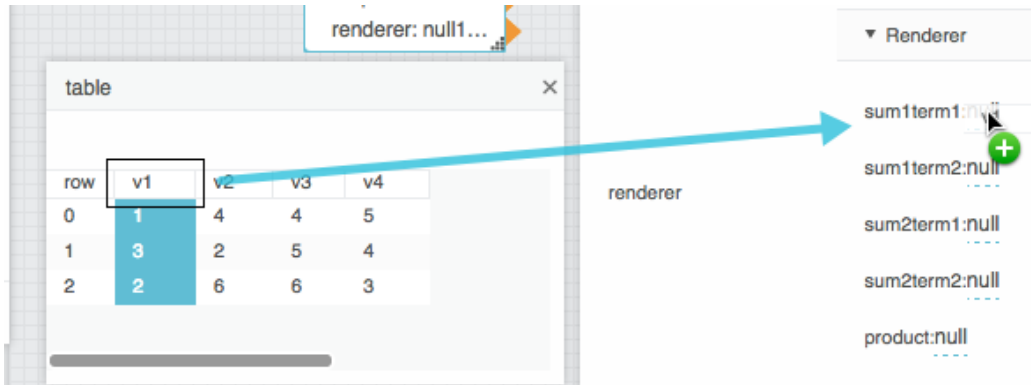 renderer: null1...
table
×
row v1 v2 v3 v4
0 1 4 4 5
1 3 2 5 4
2 2 6 6 3
renderer
▼ Renderer
sum1term1:null
sum1term2:null
sum2term1:null
sum2term2:null
product:null